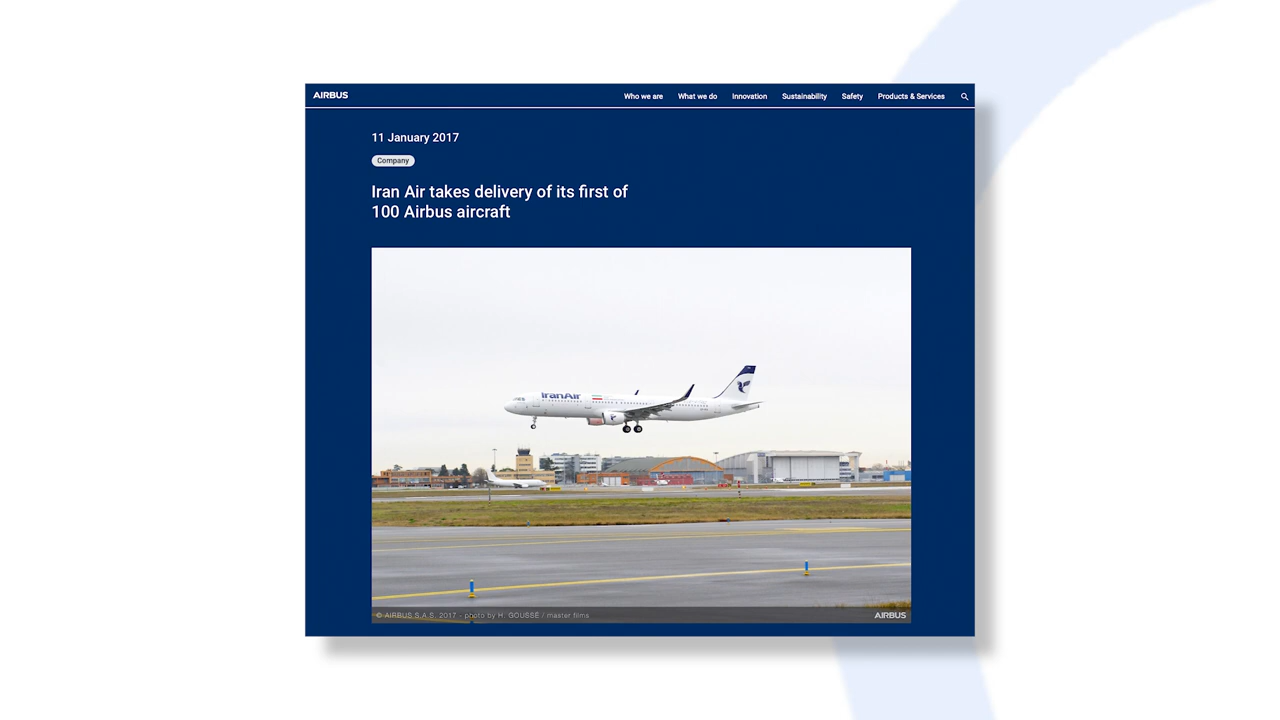 AIRBUS
Who we are What we do Innovation Sustainability Safety Products & Services
11 January 2017
Company
Iran Air takes delivery of its first of
100 Airbus aircraft
IranAir
© AIRBUS S.A.S. 2017 - photo by H. GOUSSÉ / master films
AIRBUS